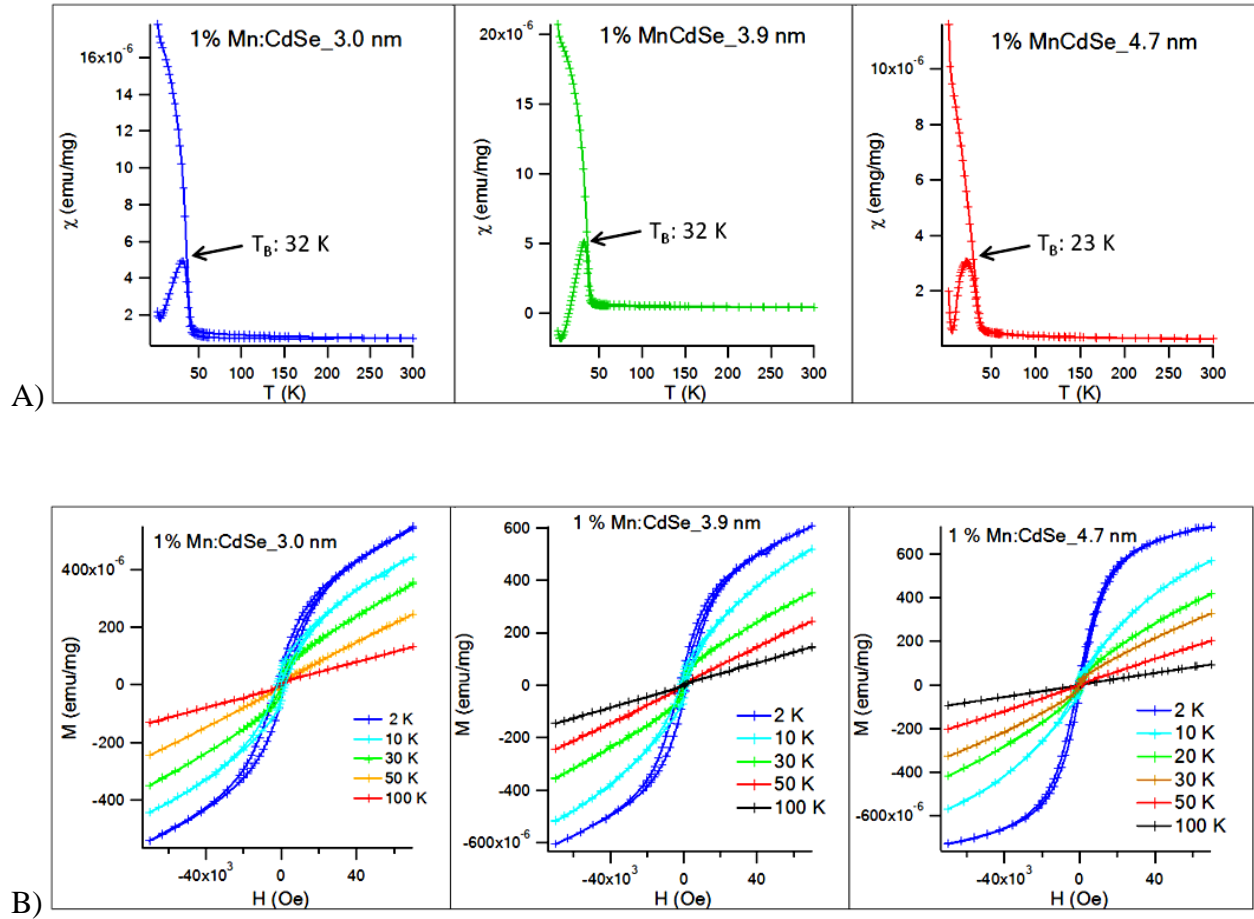 1% Mn:CdSe_3.0 nm
16x10-6
14
12
10
8
6
4
2
χ (emu/mg)
TB: 32 K
50 100 150 200 250 300
T (K)
1% MnCdSe_3.9 nm
20x10-6
15
10
5
0
χ (emu/mg)
TB: 32 K
50 100 150 200 250 300
T (K)
1% MnCdSe_4.7 nm
10x10-6
8
6
4
2
χ (emg/mg)
TB: 23 K
50 100 150 200 250 300
T (K)
A)
1% Mn:CdSe_3.0 nm
400x10-6
200
0
-200
-400
M (emu/mg)
2 K
10 K
30 K
50 K
100 K
-40x103 0 40
H (Oe)
1 % Mn:CdSe_3.9 nm
600
400
200
0
-200
-400
-600x10-6
M (emu/mg)
2 K
10 K
30 K
50 K
100 K
-40x103 0 40
H (Oe)
1 % Mn:CdSe_4.7 nm
600
400
200
0
-200
-400
-600x10-6
M (emu/mg)
2 K
10 K
20 K
30 K
50 K
100 K
-40x103 0 40
H (Oe)
B)